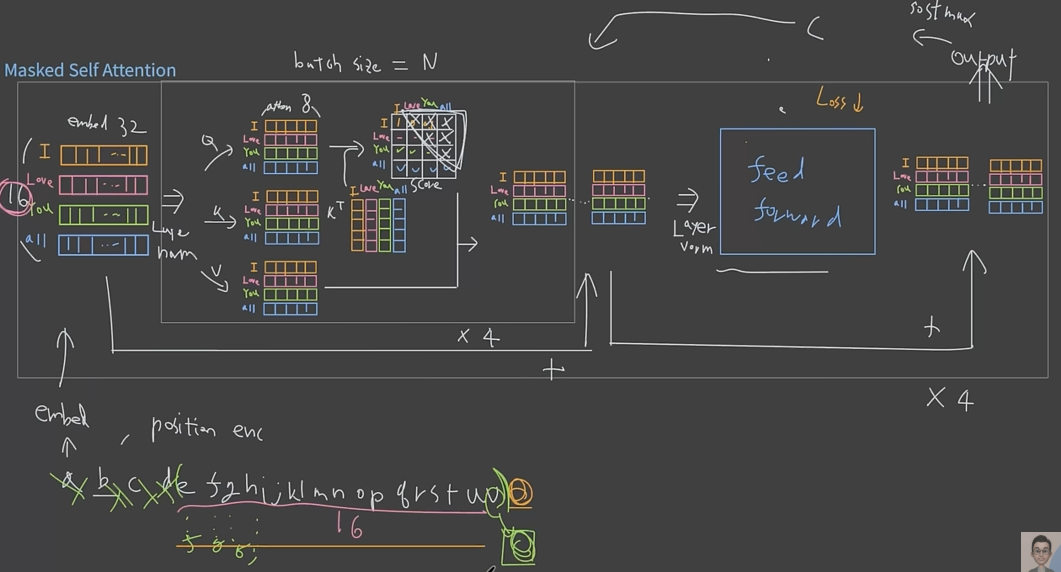 softmax
output
batch size = N
Masked Self Attention
Loss ↓
embed 32
atten 8
I Love You all
I
Love
You
all
Q
I
Love
You
all
score
16
I
Love
You
all
Layer
norm
K
I
Love
You
all
K^T
I Love You all
V
I
Love
You
all
I
Love
You
all
Layer
norm
feed
forward
I
Love
You
all
× 4
+
+
× 4
embed
, position enc
a b c d e f g h i j k l m n o p q r s t u v
16